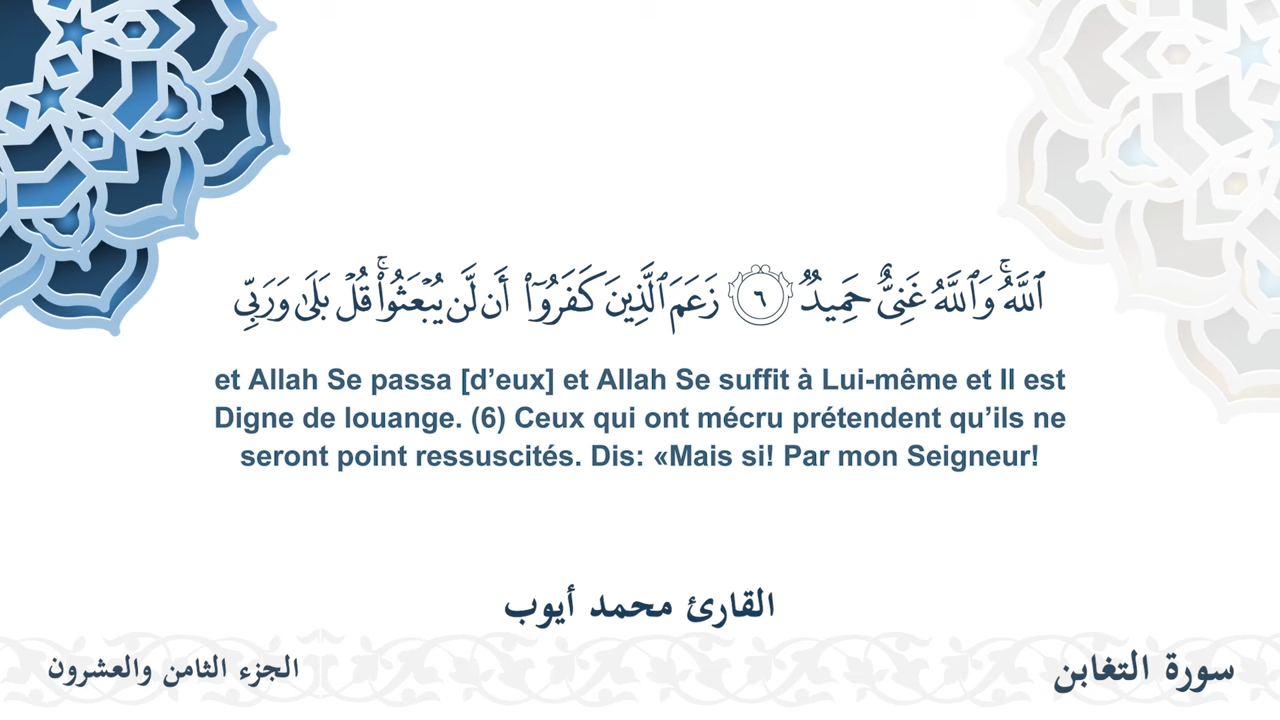 ٱللَّهُۚ وَٱللَّهُ غَنِيٌّ حَمِيدٌ ٦ زَعَمَ ٱلَّذِينَ كَفَرُوٓا۟ أَن لَّن يُبْعَثُوا۟ۚ قُلْ بَلَىٰ وَرَبِّى
et Allah Se passa [d’eux] et Allah Se suffit à Lui-même et Il est
Digne de louange. (6) Ceux qui ont mécru prétendent qu’ils ne
seront point ressuscités. Dis: «Mais si! Par mon Seigneur!
القارئ محمد أيوب
سورة التغابن
الجزء الثامن والعشرون